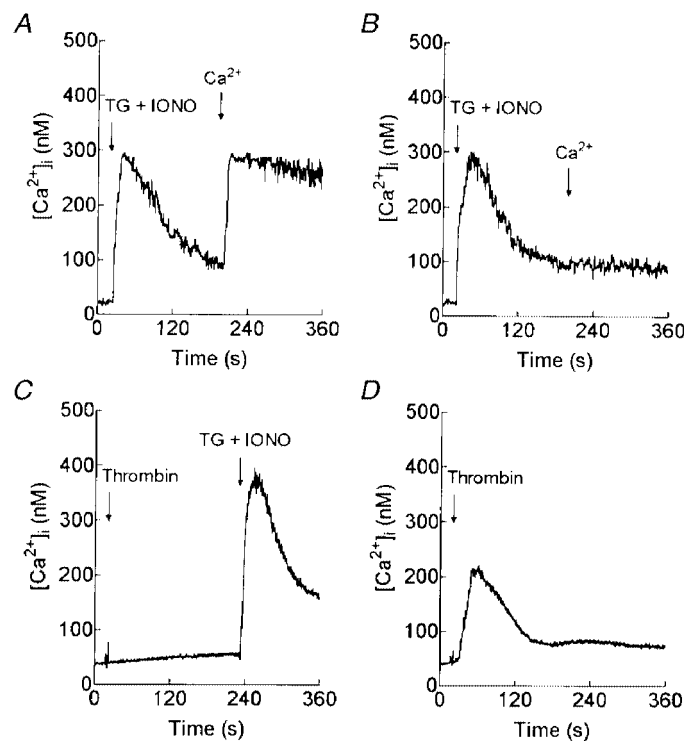 A
500
400
300
200
100
0
[Ca²⁺]ᵢ (nM)
TG + IONO
Ca²⁺
0 120 240 360
Time (s)
B
500
400
300
200
100
0
[Ca²⁺]ᵢ (nM)
TG + IONO
Ca²⁺
0 120 240 360
Time (s)
C
500
400
300
200
100
0
[Ca²⁺]ᵢ (nM)
Thrombin
TG + IONO
0 120 240 360
Time (s)
D
500
400
300
200
100
0
[Ca²⁺]ᵢ (nM)
Thrombin
0 120 240 360
Time (s)